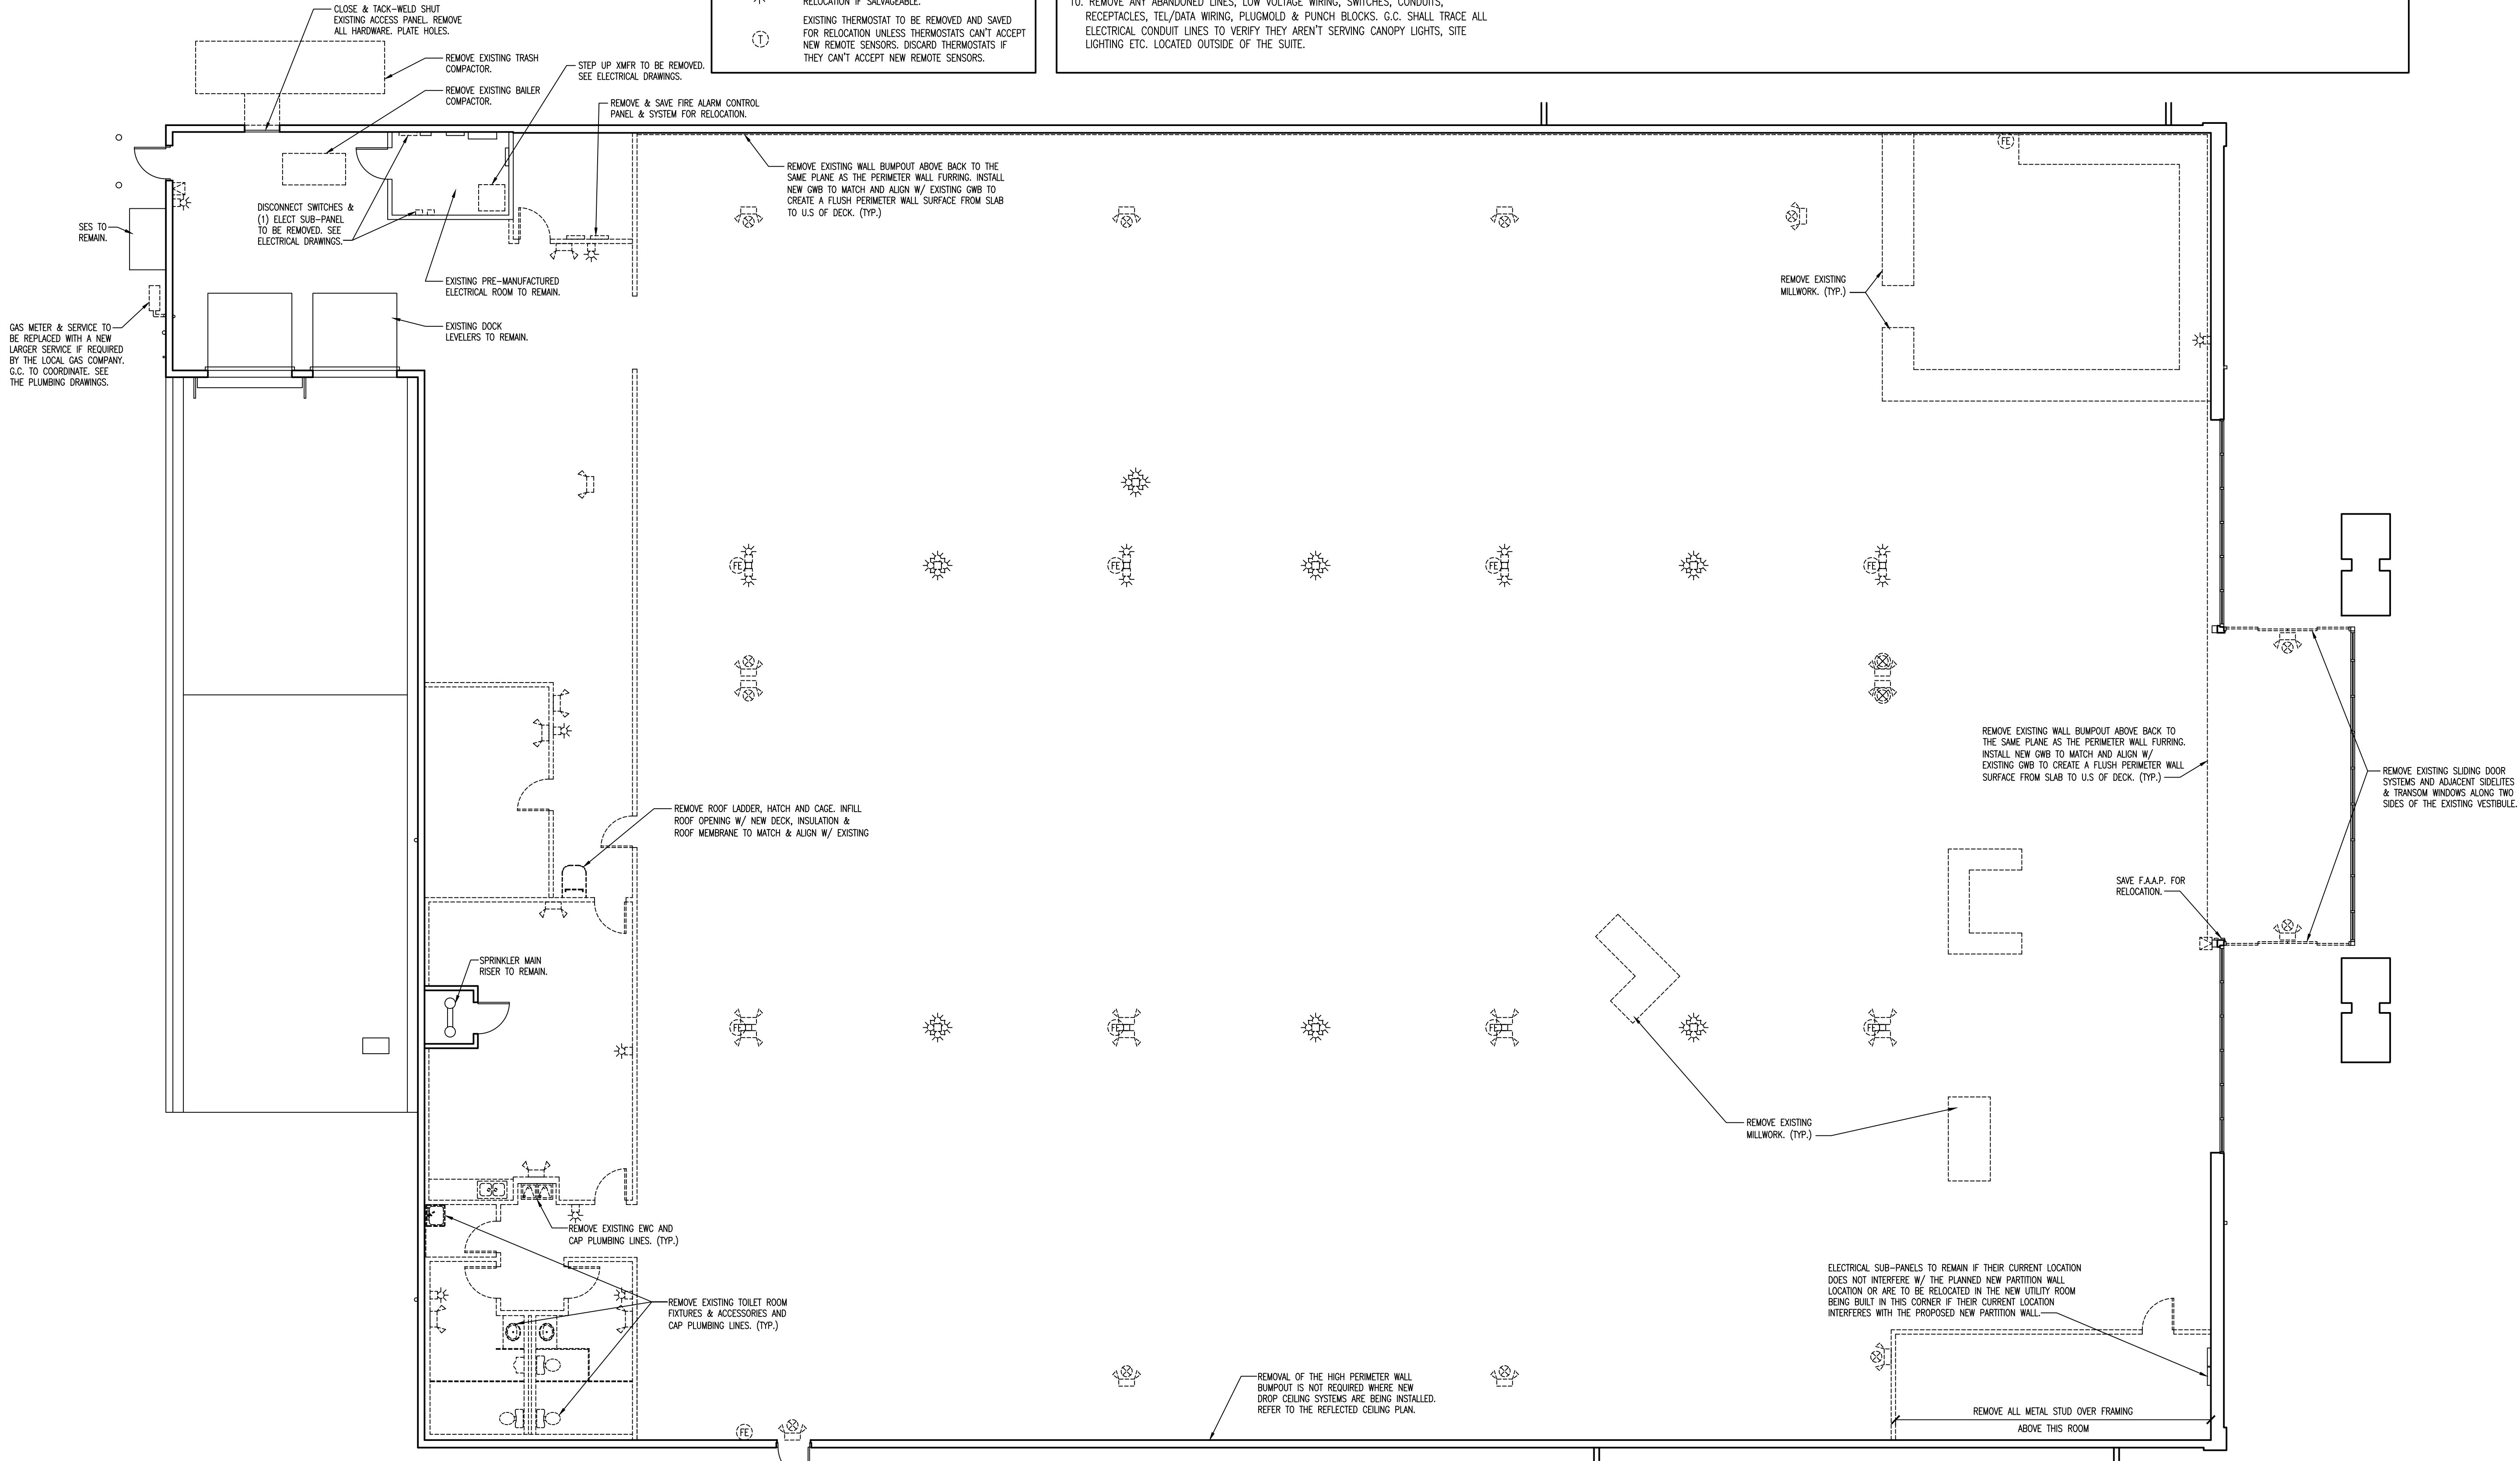 CLOSE & TACK-WELD SHUT
EXISTING ACCESS PANEL. REMOVE
ALL HARDWARE. PLATE HOLES.
RELOCATION IF SALVAGEABLE.
T
EXISTING THERMOSTAT TO BE REMOVED AND SAVED
FOR RELOCATION UNLESS THERMOSTATS CAN'T ACCEPT
NEW REMOTE SENSORS. DISCARD THERMOSTATS IF
THEY CAN'T ACCEPT NEW REMOTE SENSORS.
10. REMOVE ANY ABANDONED LINES, LOW VOLTAGE WIRING, SWITCHES, CONDUITS,
RECEPTACLES, TEL/DATA WIRING, PLUGMOLD & PUNCH BLOCKS. G.C. SHALL TRACE ALL
ELECTRICAL CONDUIT LINES TO VERIFY THEY AREN'T SERVING CANOPY LIGHTS, SITE
LIGHTING ETC. LOCATED OUTSIDE OF THE SUITE.
REMOVE EXISTING TRASH
COMPACTOR.
STEP UP XMFR TO BE REMOVED.
SEE ELECTRICAL DRAWINGS.
REMOVE EXISTING BAILER
COMPACTOR.
REMOVE & SAVE FIRE ALARM CONTROL
PANEL & SYSTEM FOR RELOCATION.
REMOVE EXISTING WALL BUMPOUT ABOVE BACK TO THE
SAME PLANE AS THE PERIMETER WALL FURRING. INSTALL
NEW GWB TO MATCH AND ALIGN W/ EXISTING GWB TO
CREATE A FLUSH PERIMETER WALL SURFACE FROM SLAB
TO U.S OF DECK. (TYP.)
FE
DISCONNECT SWITCHES &
(1) ELECT SUB-PANEL
TO BE REMOVED. SEE
ELECTRICAL DRAWINGS.
SES TO
REMAIN.
EXISTING PRE-MANUFACTURED
ELECTRICAL ROOM TO REMAIN.
REMOVE EXISTING
MILLWORK. (TYP.)
GAS METER & SERVICE TO
BE REPLACED WITH A NEW
LARGER SERVICE IF REQUIRED
BY THE LOCAL GAS COMPANY.
G.C. TO COORDINATE. SEE
THE PLUMBING DRAWINGS.
EXISTING DOCK
LEVELERS TO REMAIN.
FE
FE
FE
FE
REMOVE EXISTING WALL BUMPOUT ABOVE BACK TO
THE SAME PLANE AS THE PERIMETER WALL FURRING.
INSTALL NEW GWB TO MATCH AND ALIGN W/
EXISTING GWB TO CREATE A FLUSH PERIMETER WALL
SURFACE FROM SLAB TO U.S OF DECK. (TYP.)
REMOVE EXISTING SLIDING DOOR
SYSTEMS AND ADJACENT SIDELITES
& TRANSOM WINDOWS ALONG TWO
SIDES OF THE EXISTING VESTIBULE.
REMOVE ROOF LADDER, HATCH AND CAGE. INFILL
ROOF OPENING W/ NEW DECK, INSULATION &
ROOF MEMBRANE TO MATCH & ALIGN W/ EXISTING
SAVE F.A.A.P. FOR
RELOCATION.
SPRINKLER MAIN
RISER TO REMAIN.
FE
FE
FE
FE
REMOVE EXISTING
MILLWORK. (TYP.)
REMOVE EXISTING EWC AND
CAP PLUMBING LINES. (TYP.)
ELECTRICAL SUB-PANELS TO REMAIN IF THEIR CURRENT LOCATION
DOES NOT INTERFERE W/ THE PLANNED NEW PARTITION WALL
LOCATION OR ARE TO BE RELOCATED IN THE NEW UTILITY ROOM
BEING BUILT IN THIS CORNER IF THEIR CURRENT LOCATION
INTERFERES WITH THE PROPOSED NEW PARTITION WALL.
REMOVE EXISTING TOILET ROOM
FIXTURES & ACCESSORIES AND
CAP PLUMBING LINES. (TYP.)
REMOVAL OF THE HIGH PERIMETER WALL
BUMPOUT IS NOT REQUIRED WHERE NEW
DROP CEILING SYSTEMS ARE BEING INSTALLED.
REFER TO THE REFLECTED CEILING PLAN.
REMOVE ALL METAL STUD OVER FRAMING
ABOVE THIS ROOM
FE